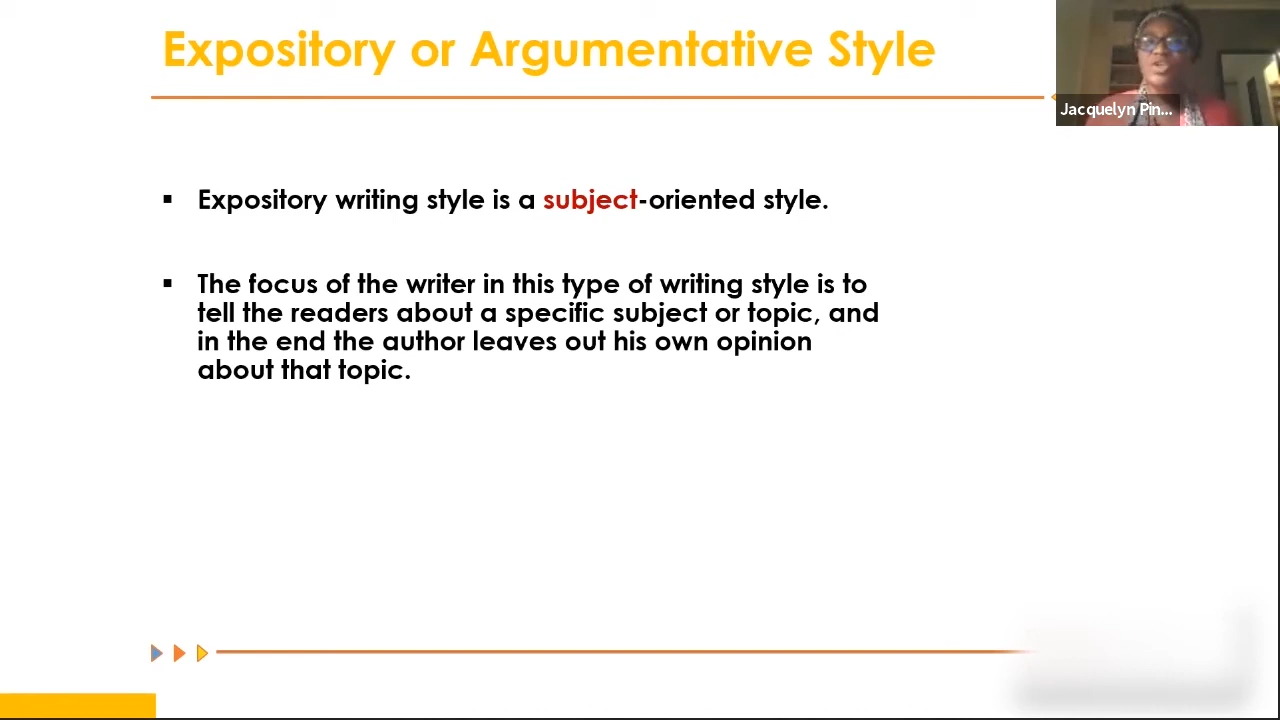 Expository or Argumentative Style
Jacquelyn Pin...
▪ Expository writing style is a subject-oriented style.
▪ The focus of the writer in this type of writing style is to
tell the readers about a specific subject or topic, and
in the end the author leaves out his own opinion
about that topic.